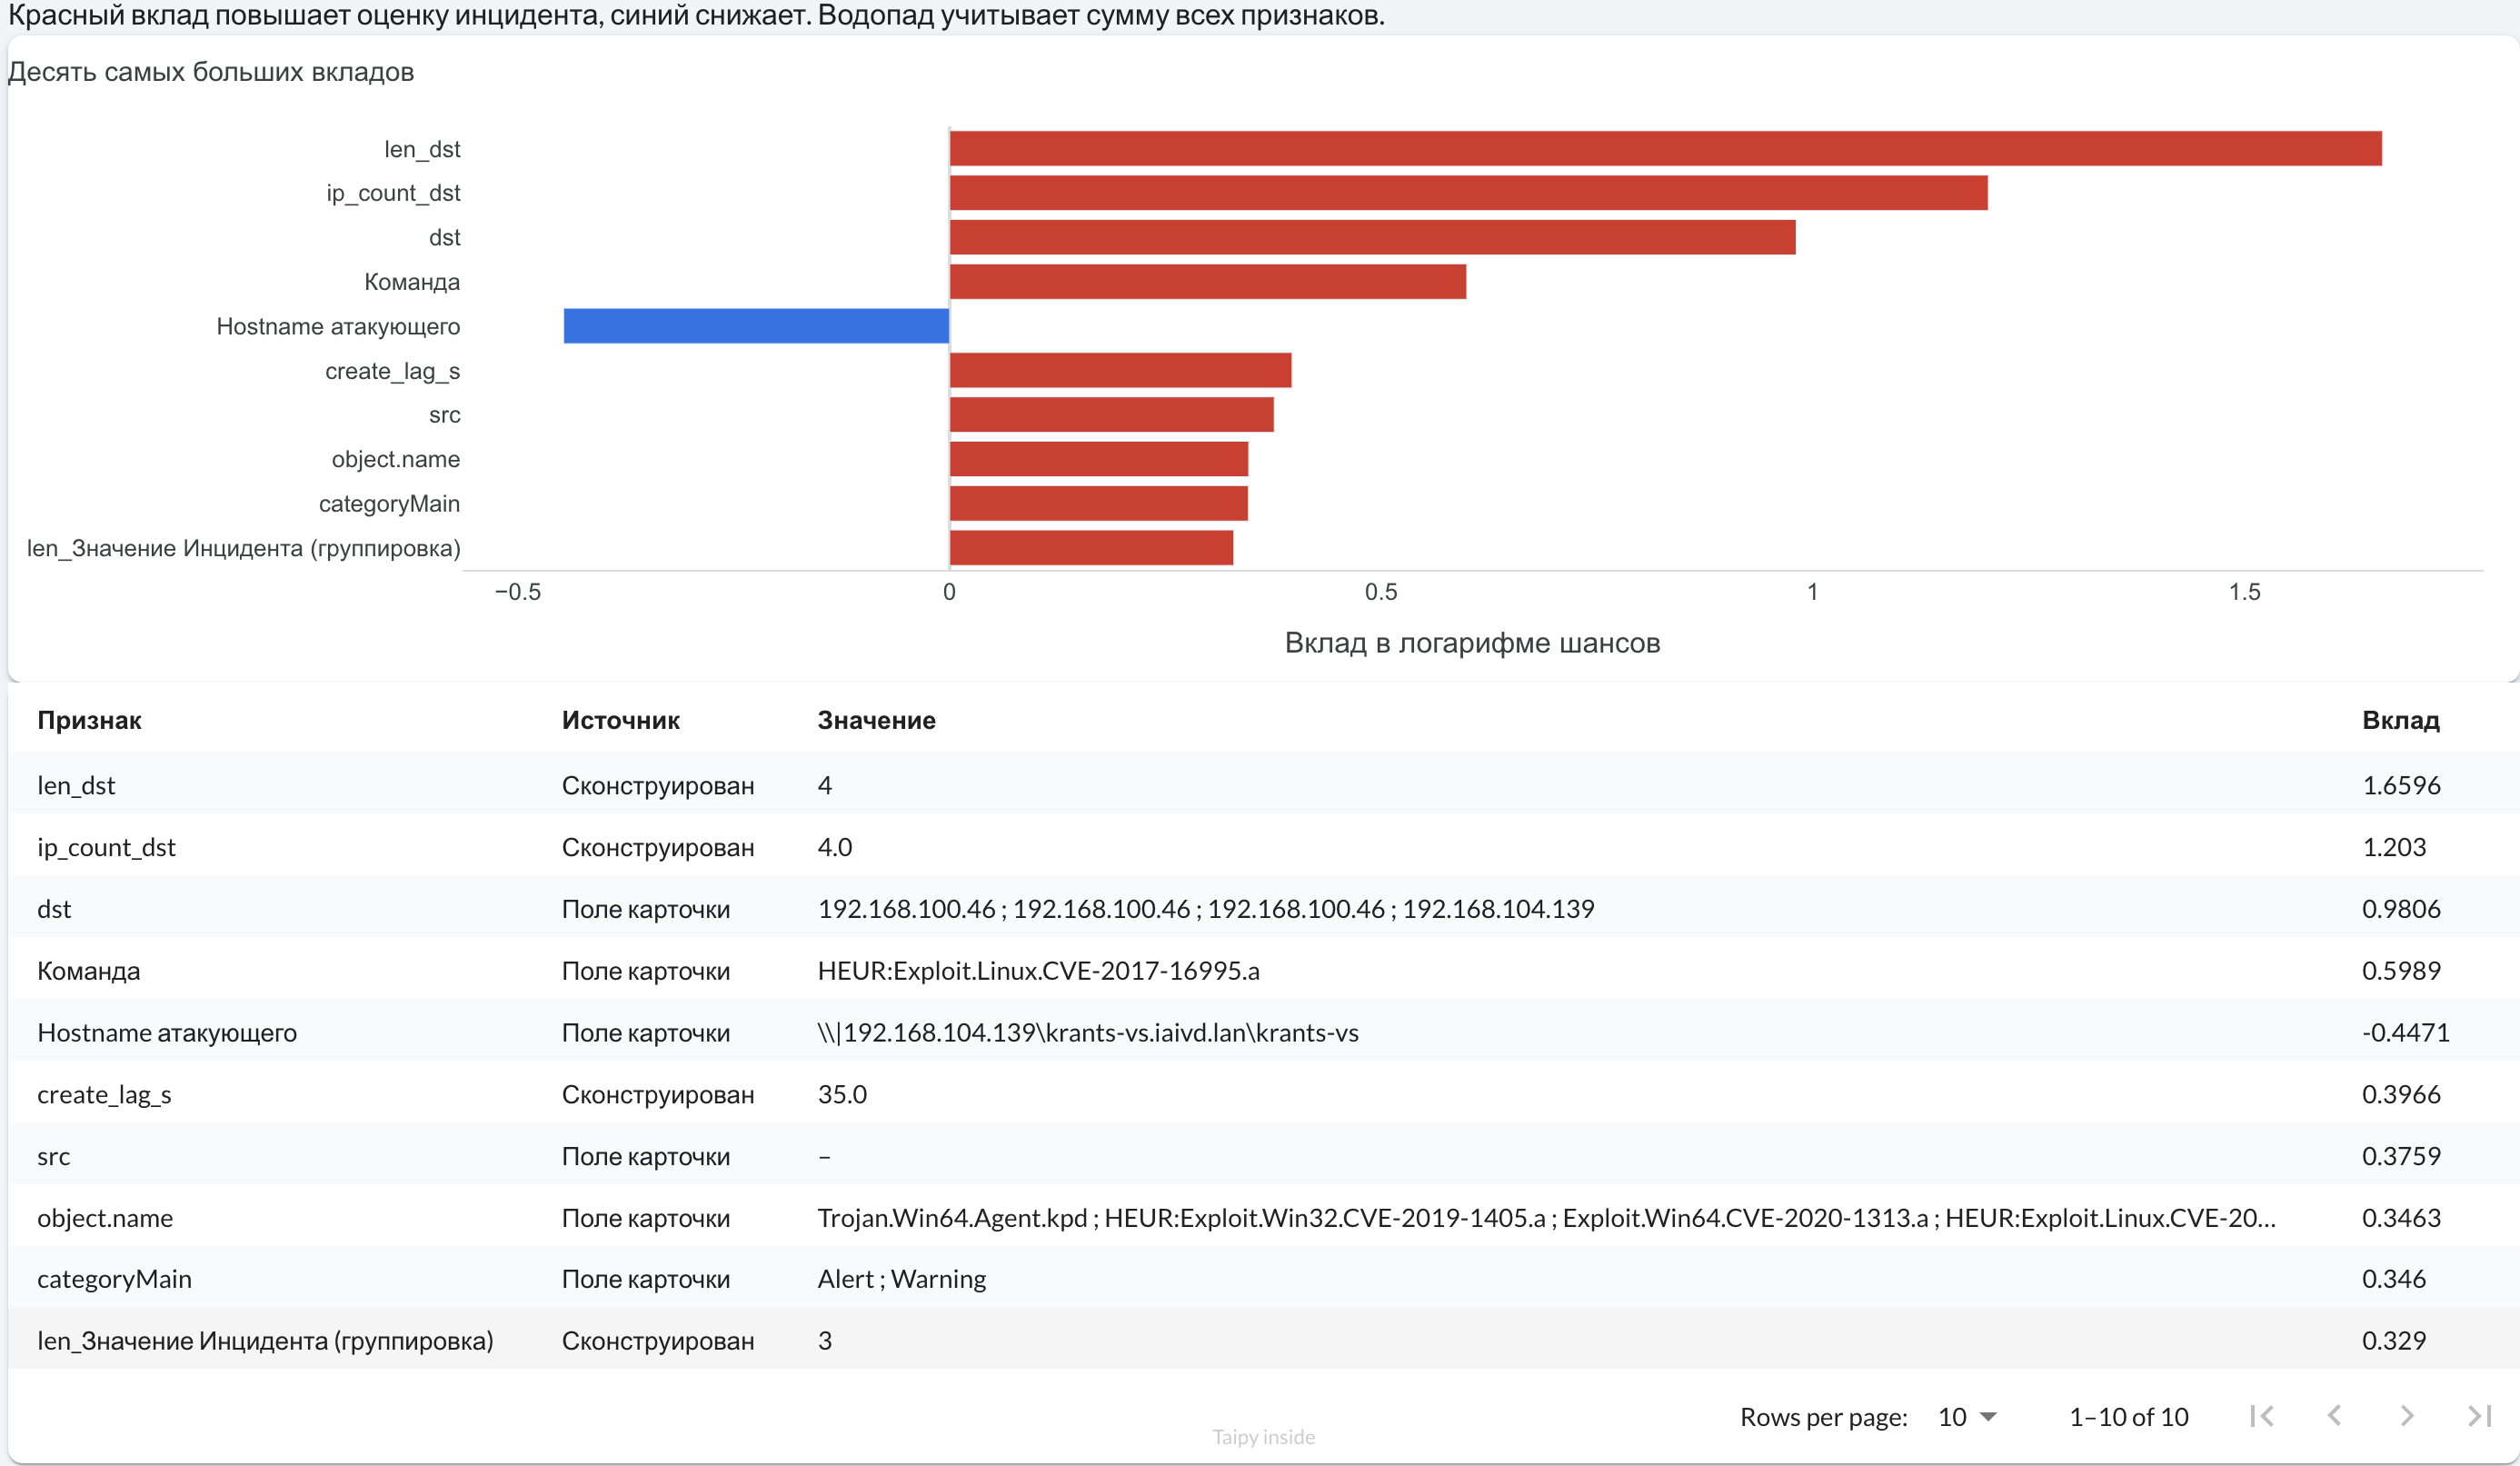 Красный вклад повышает оценку инцидента, синий снижает. Водопад учитывает сумму всех признаков.
Десять самых больших вкладов
len_dst
ip_count_dst
dst
Команда
Hostname атакующего
create_lag_s
src
object.name
categoryMain
len_Значение Инцидента (группировка)
−0.5 0 0.5 1 1.5
Вклад в логарифме шансов
Признак Источник Значение Вклад
len_dst Сконструирован 4 1.6596
ip_count_dst Сконструирован 4.0 1.203
dst Поле карточки 192.168.100.46 ; 192.168.100.46 ; 192.168.100.46 ; 192.168.104.139 0.9806
Команда Поле карточки HEUR:Exploit.Linux.CVE-2017-16995.a 0.5989
Hostname атакующего Поле карточки \\|192.168.104.139\krants-vs.iaivd.lan\krants-vs -0.4471
create_lag_s Сконструирован 35.0 0.3966
src Поле карточки – 0.3759
object.name Поле карточки Trojan.Win64.Agent.kpd ; HEUR:Exploit.Win32.CVE-2019-1405.a ; Exploit.Win64.CVE-2020-1313.a ; HEUR:Exploit.Linux.CVE-20... 0.3463
categoryMain Поле карточки Alert ; Warning 0.346
len_Значение Инцидента (группировка) Сконструирован 3 0.329
Rows per page: 10 1–10 of 10
Taipy inside